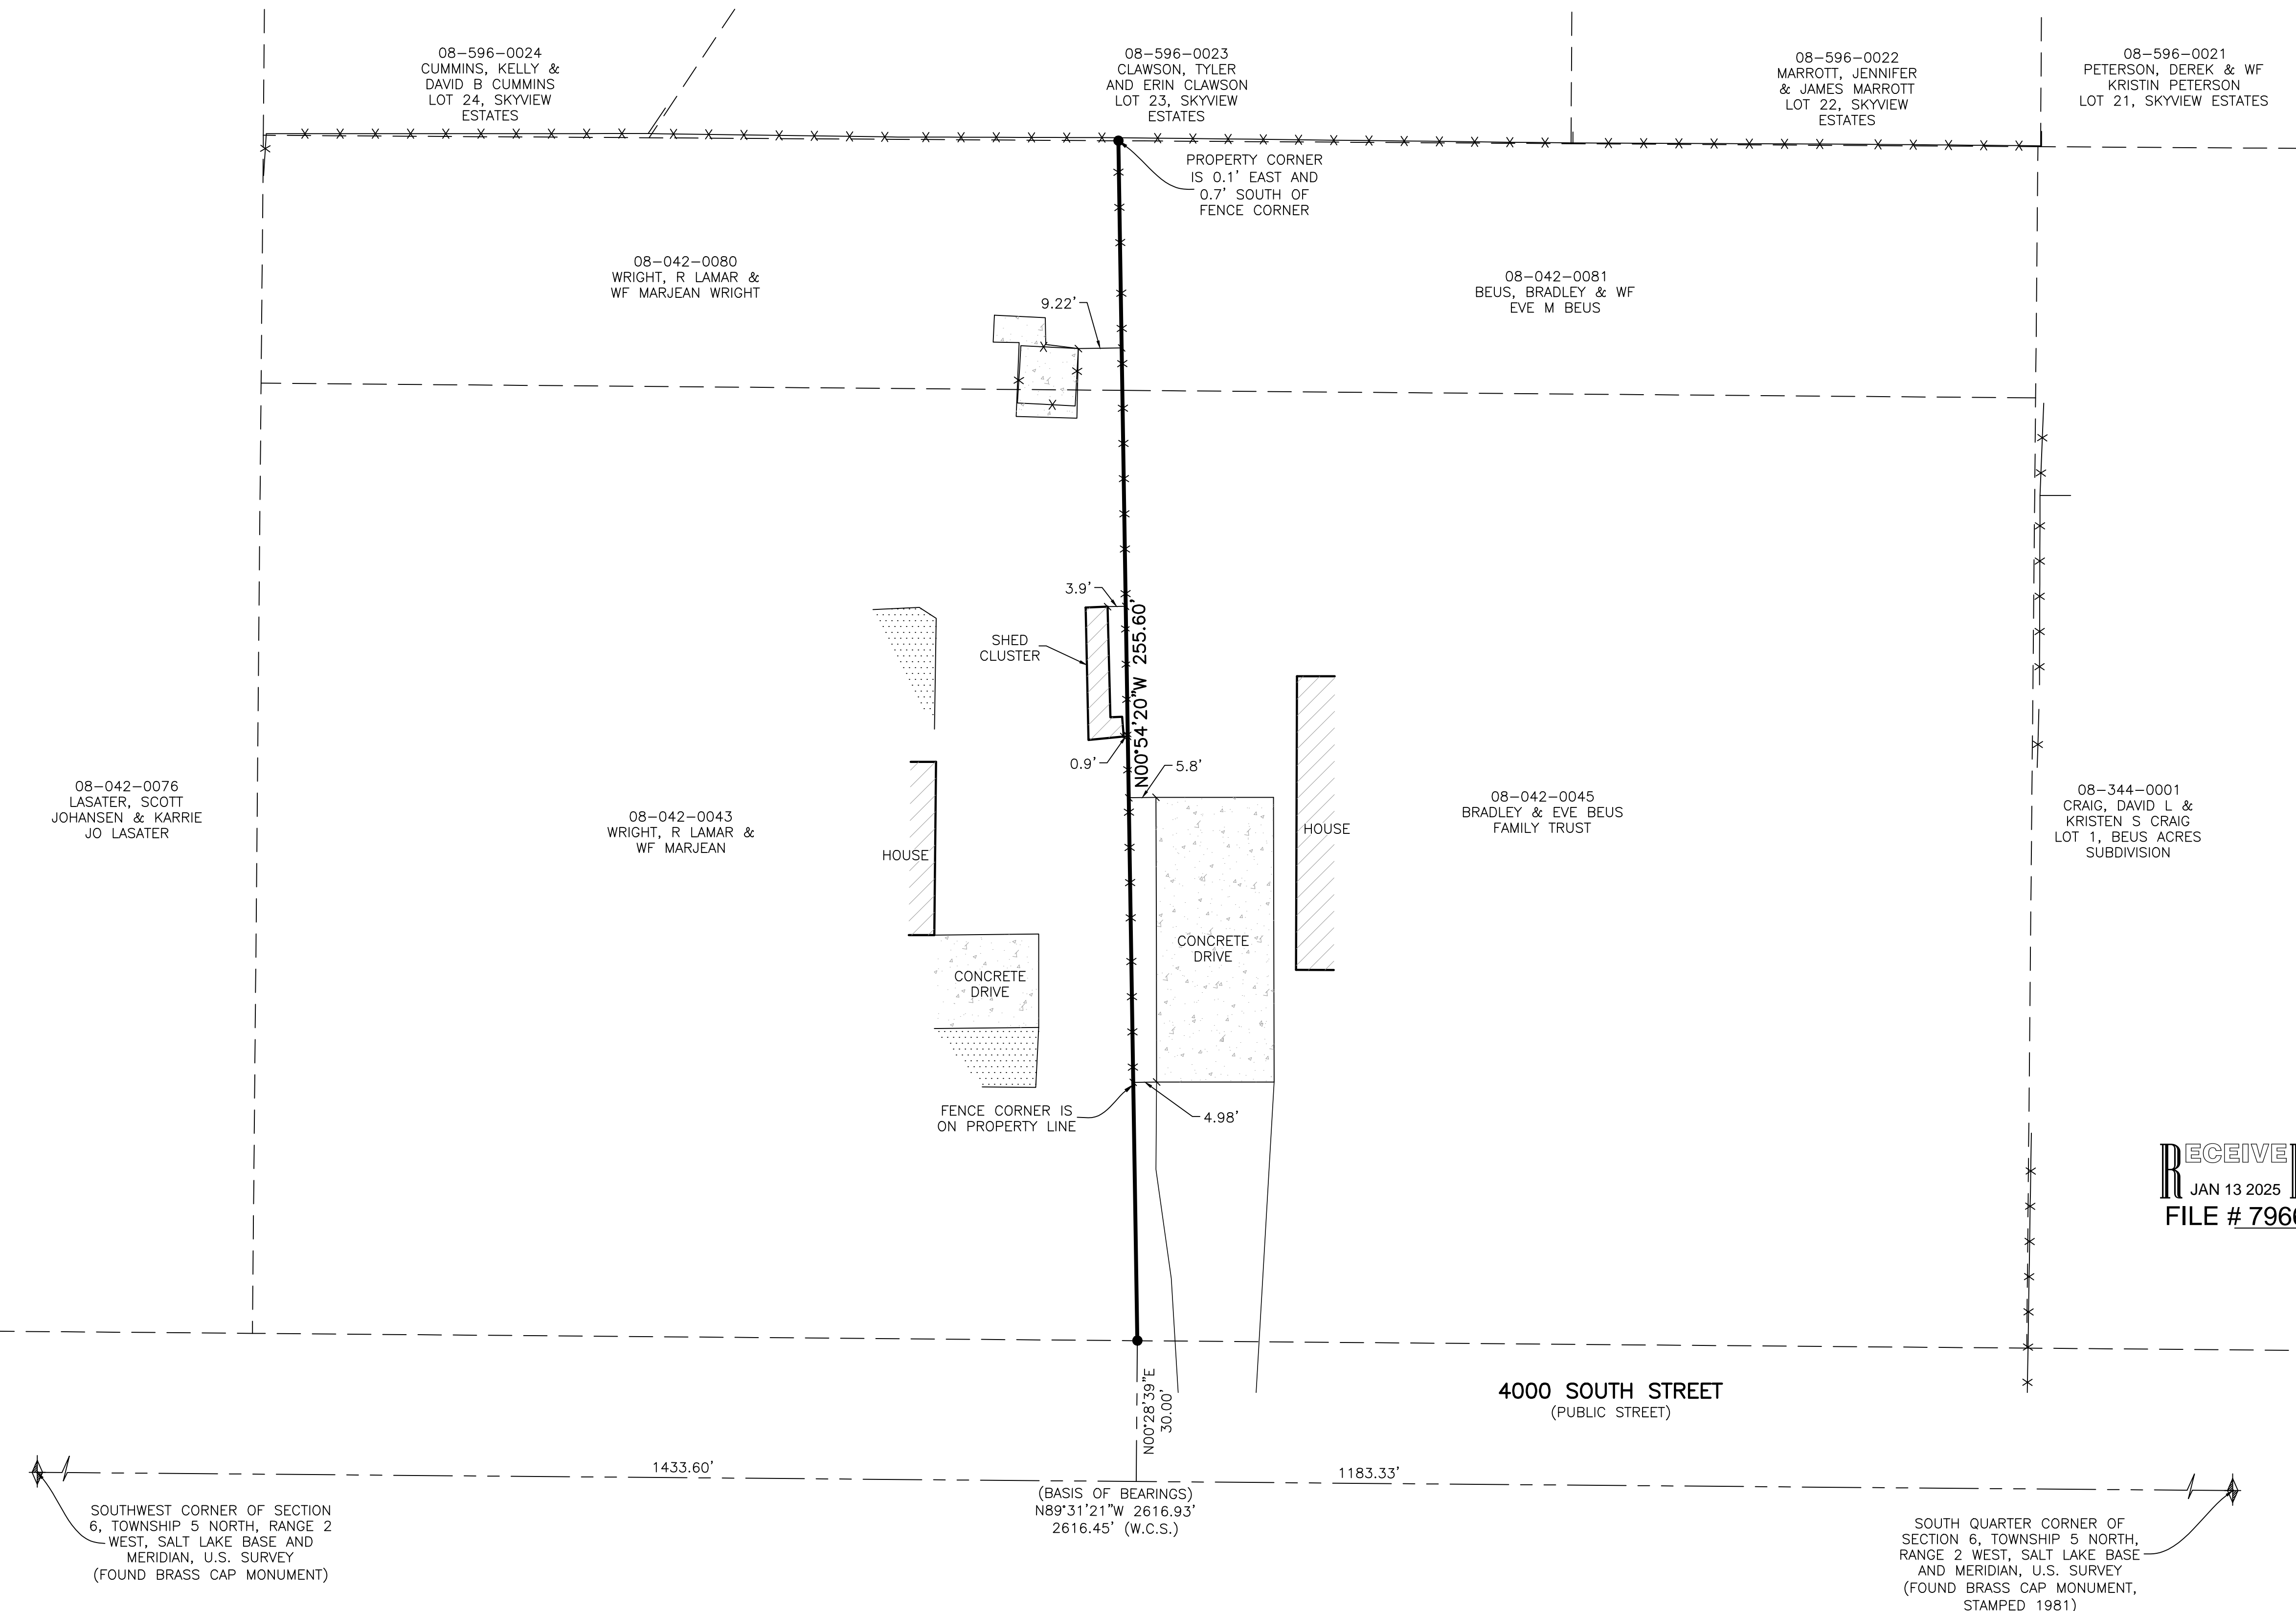 08-596-0024
CUMMINS, KELLY &
DAVID B CUMMINS
LOT 24, SKYVIEW
ESTATES
08-596-0023
CLAWSON, TYLER
AND ERIN CLAWSON
LOT 23, SKYVIEW
ESTATES
08-596-0022
MARROTT, JENNIFER
& JAMES MARROTT
LOT 22, SKYVIEW
ESTATES
08-596-0021
PETERSON, DEREK & WF
KRISTIN PETERSON
LOT 21, SKYVIEW ESTATES
PROPERTY CORNER
IS 0.1' EAST AND
0.7' SOUTH OF
FENCE CORNER
08-042-0080
WRIGHT, R LAMAR &
WF MARJEAN WRIGHT
08-042-0081
BEUS, BRADLEY & WF
EVE M BEUS
9.22'
3.9'
SHED
CLUSTER
N00°54'20"W 255.60'
0.9'
5.8'
08-042-0076
LASATER, SCOTT
JOHANSEN & KARRIE
JO LASATER
08-042-0043
WRIGHT, R LAMAR &
WF MARJEAN
HOUSE
HOUSE
08-042-0045
BRADLEY & EVE BEUS
FAMILY TRUST
08-344-0001
CRAIG, DAVID L &
KRISTEN S CRAIG
LOT 1, BEUS ACRES
SUBDIVISION
CONCRETE
DRIVE
CONCRETE
DRIVE
FENCE CORNER IS
ON PROPERTY LINE
4.98'
RECEIVE
JAN 13 2025
FILE # 796
N00°28'39"E
30.00'
4000 SOUTH STREET
(PUBLIC STREET)
1433.60'
1183.33'
(BASIS OF BEARINGS)
N89°31'21"W 2616.93'
2616.45' (W.C.S.)
SOUTHWEST CORNER OF SECTION
6, TOWNSHIP 5 NORTH, RANGE 2
WEST, SALT LAKE BASE AND
MERIDIAN, U.S. SURVEY
(FOUND BRASS CAP MONUMENT)
SOUTH QUARTER CORNER OF
SECTION 6, TOWNSHIP 5 NORTH,
RANGE 2 WEST, SALT LAKE BASE
AND MERIDIAN, U.S. SURVEY
(FOUND BRASS CAP MONUMENT,
STAMPED 1981)